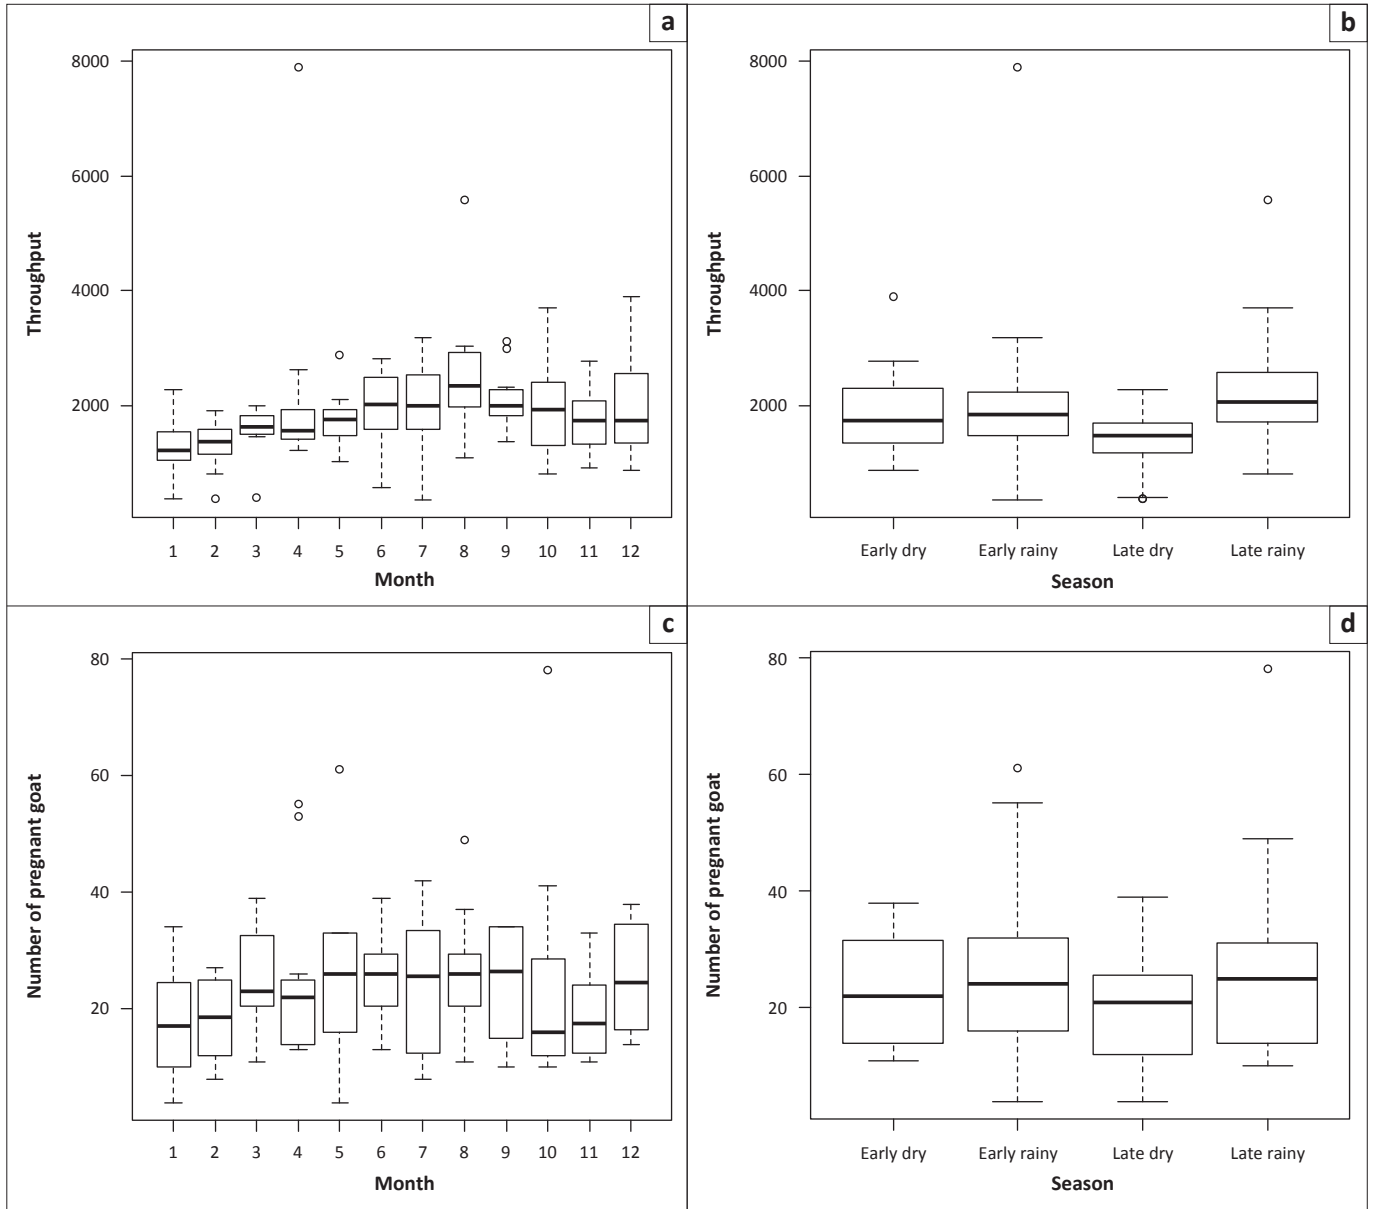 a
8000
6000
4000
2000
Throughput
1 2 3 4 5 6 7 8 9 10 11 12
Month
b
8000
6000
4000
2000
Throughput
Early dry Early rainy Late dry Late rainy
Season
c
80
60
40
20
Number of pregnant goat
1 2 3 4 5 6 7 8 9 10 11 12
Month
d
80
60
40
20
Number of pregnant goat
Early dry Early rainy Late dry Late rainy
Season